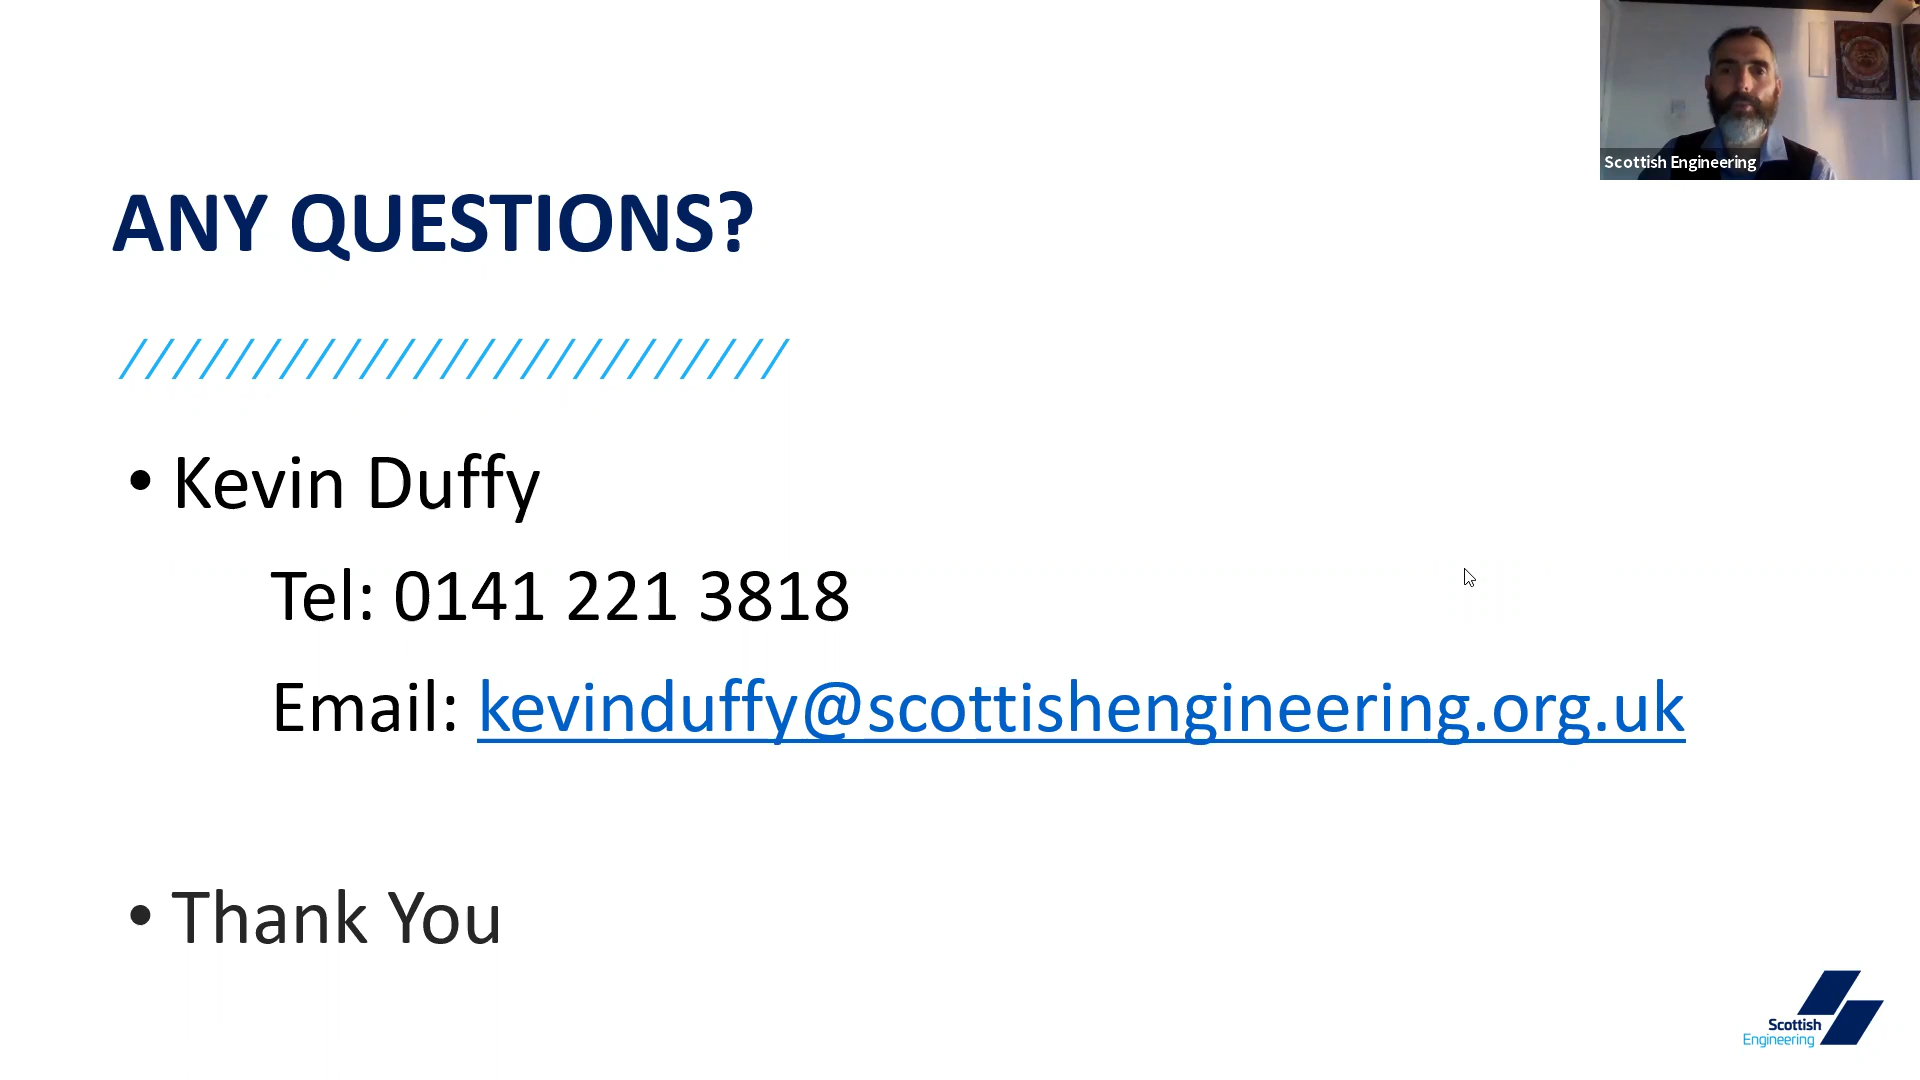 Scottish Engineering
ANY QUESTIONS?
////////////////////////​/
• Kevin Duffy
Tel: 0141 221 3818
Email: kevinduffy@scottishengineering.org.uk
• Thank You
Scottish
Engineering